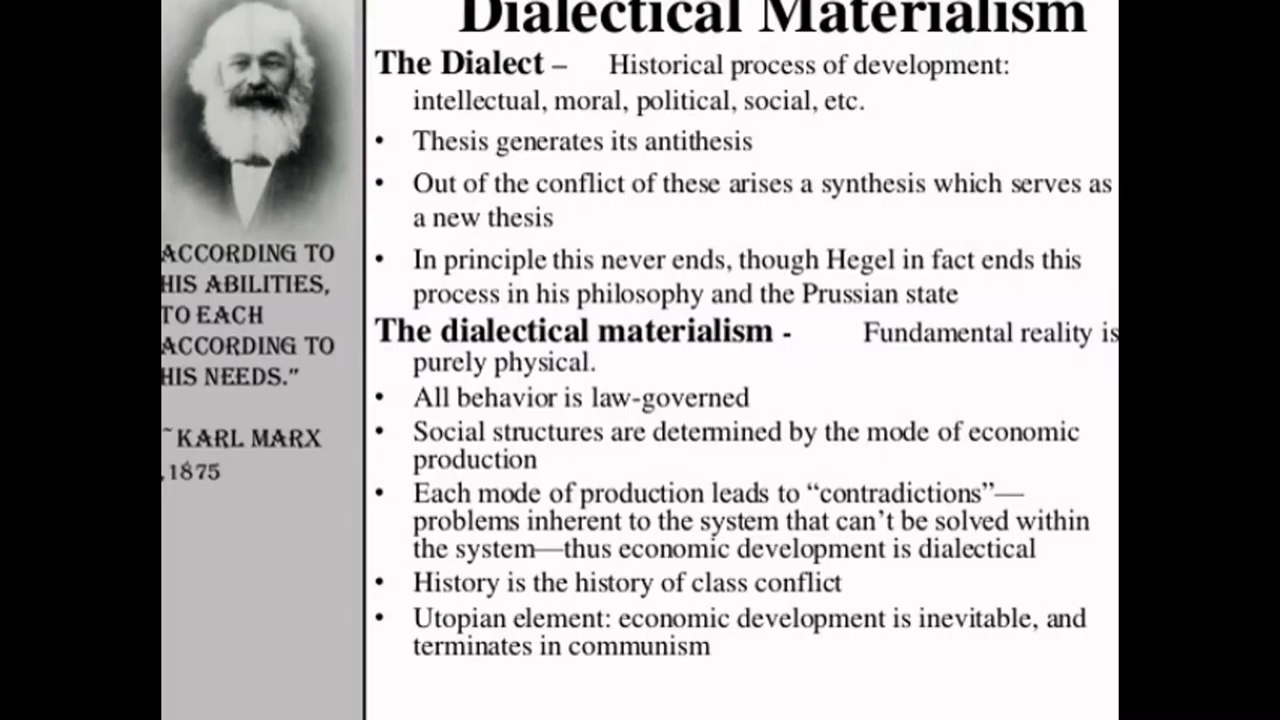 Dialectical Materialism
The Dialect – Historical process of development:
intellectual, moral, political, social, etc.
• Thesis generates its antithesis
• Out of the conflict of these arises a synthesis which serves as
a new thesis
• In principle this never ends, though Hegel in fact ends this
process in his philosophy and the Prussian state
The dialectical materialism - Fundamental reality is
purely physical.
• All behavior is law-governed
• Social structures are determined by the mode of economic
production
• Each mode of production leads to “contradictions”—
problems inherent to the system that can’t be solved within
the system—thus economic development is dialectical
• History is the history of class conflict
• Utopian element: economic development is inevitable, and
terminates in communism
ACCORDING TO
HIS ABILITIES,
TO EACH
ACCORDING TO
HIS NEEDS.”
~KARL MARX
,1875